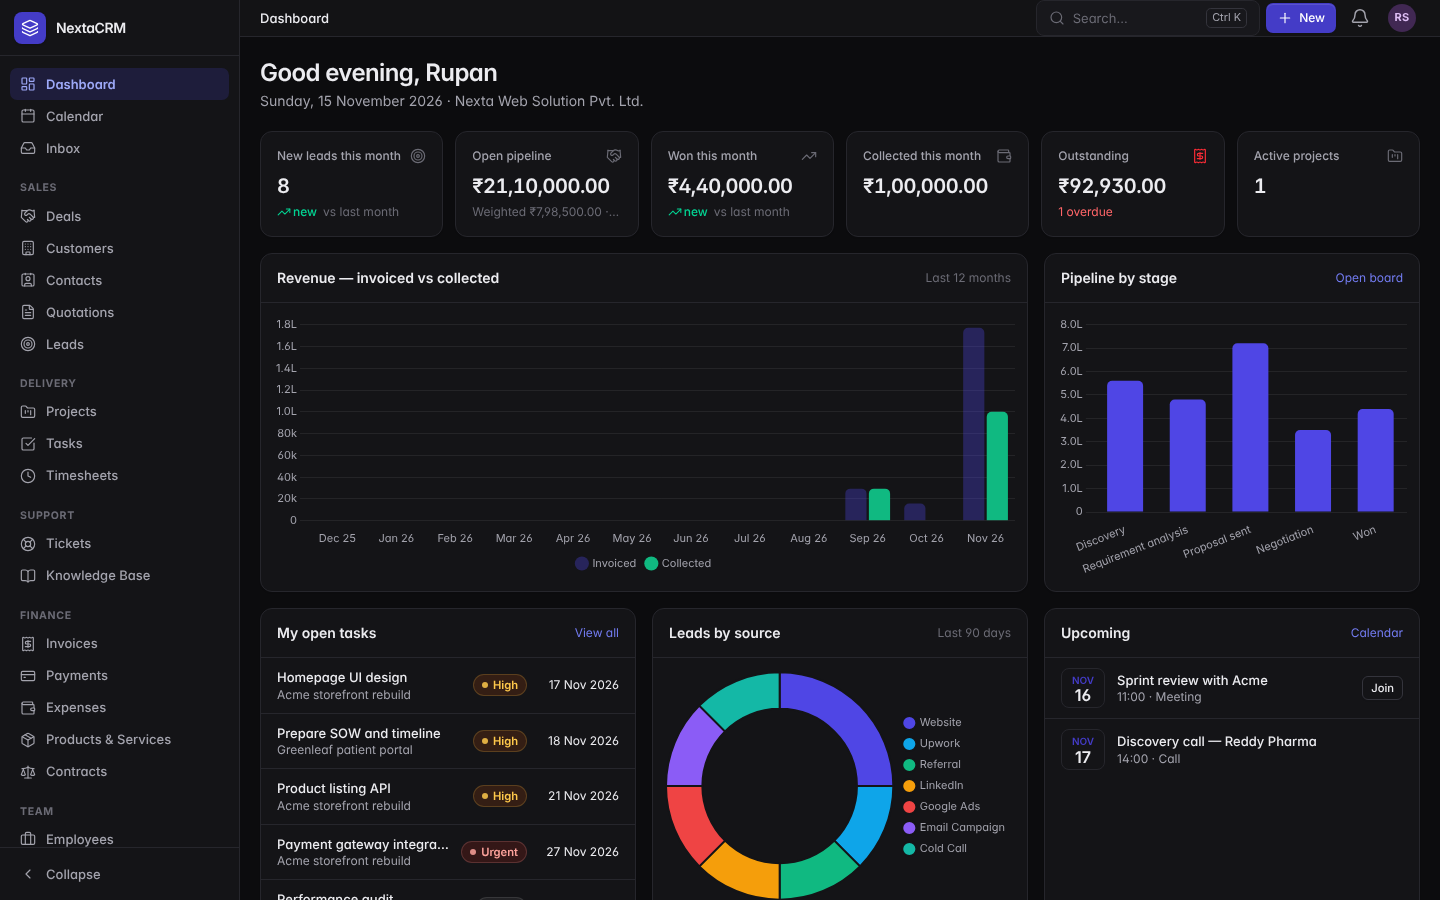 NextaCRM
Dashboard
Calendar
Inbox
SALES
Deals
Customers
Contacts
Quotations
Leads
DELIVERY
Projects
Tasks
Timesheets
SUPPORT
Tickets
Knowledge Base
FINANCE
Invoices
Payments
Expenses
Products & Services
Contracts
TEAM
Employees
Collapse
Dashboard
Search...
Ctrl K
New
RS
Good evening, Rupan
Sunday, 15 November 2026 · Nexta Web Solution Pvt. Ltd.
New leads this month
8
new vs last month
Open pipeline
₹21,10,000.00
Weighted ₹7,98,500.00 ·...
Won this month
₹4,40,000.00
new vs last month
Collected this month
₹1,00,000.00
Outstanding
₹92,930.00
1 overdue
Active projects
1
Revenue — invoiced vs collected
Last 12 months
1.8L
1.6L
1.4L
1.2L
1.0L
80k
60k
40k
20k
0
Dec 25 Jan 26 Feb 26 Mar 26 Apr 26 May 26 Jun 26 Jul 26 Aug 26 Sep 26 Oct 26 Nov 26
Invoiced Collected
Pipeline by stage
Open board
8.0L
7.0L
6.0L
5.0L
4.0L
3.0L
2.0L
1.0L
0
Discovery
Requirement analysis
Proposal sent
Negotiation
Won
My open tasks
View all
Homepage UI design
Acme storefront rebuild
High
17 Nov 2026
Prepare SOW and timeline
Greenleaf patient portal
High
18 Nov 2026
Product listing API
Acme storefront rebuild
High
21 Nov 2026
Payment gateway integra...
Acme storefront rebuild
Urgent
27 Nov 2026
Performance audit
Leads by source
Last 90 days
Website
Upwork
Referral
LinkedIn
Google Ads
Email Campaign
Cold Call
Upcoming
Calendar
NOV
16
Sprint review with Acme
11:00 · Meeting
Join
NOV
17
Discovery call — Reddy Pharma
14:00 · Call